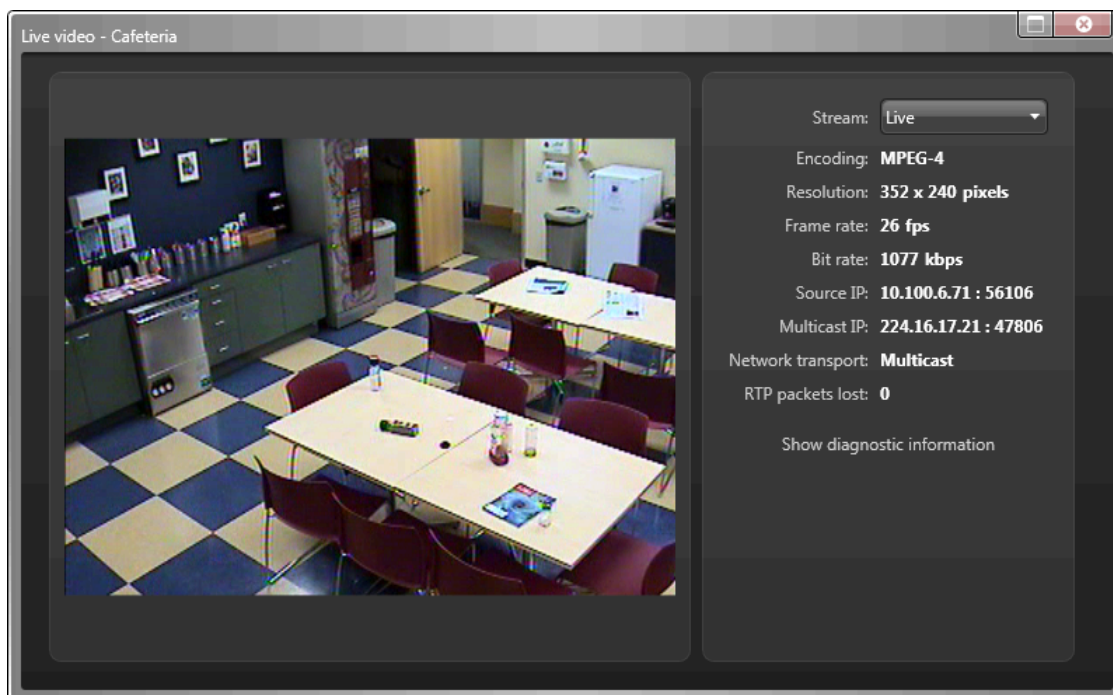 Live video - Cafeteria
Stream: Live
Encoding: MPEG-4
Resolution: 352 x 240 pixels
Frame rate: 26 fps
Bit rate: 1077 kbps
Source IP: 10.100.6.71 : 56106
Multicast IP: 224.16.17.21 : 47806
Network transport: Multicast
RTP packets lost: 0
Show diagnostic information